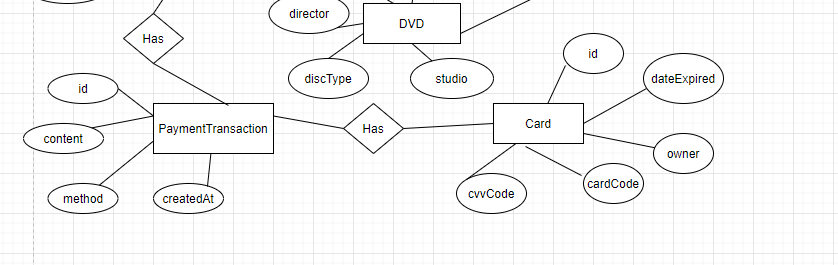 director
DVD
Has
discType
studio
id
id
dateExpired
PaymentTransaction
Has
Card
content
owner
method
createdAt
cvvCode
cardCode